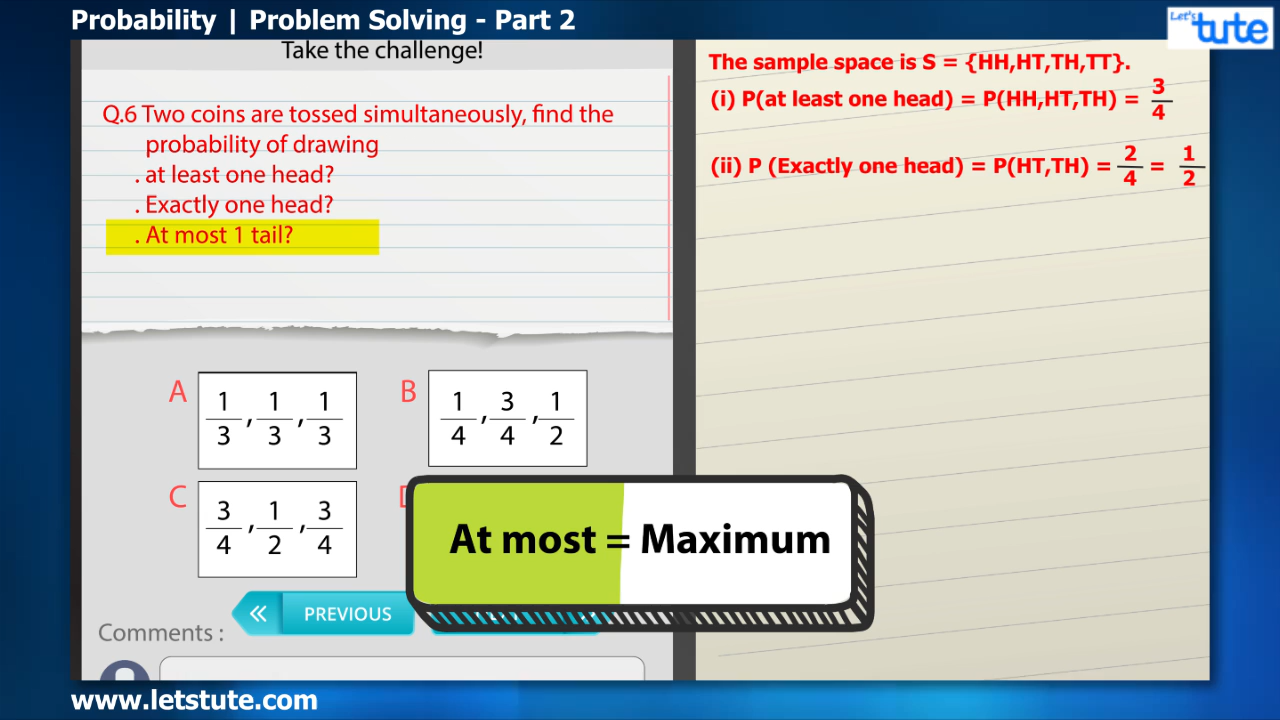 Probability | Problem Solving - Part 2
Let's tute
Take the challenge!
Q.6 Two coins are tossed simultaneously, find the
probability of drawing
. at least one head?
. Exactly one head?
. At most 1 tail?
A 1/3, 1/3, 1/3
B 1/4, 3/4, 1/2
C 3/4, 1/2, 3/4
PREVIOUS
Comments :
The sample space is S = {HH,HT,TH,TT}.
(i) P(at least one head) = P(HH,HT,TH) = 3/4
(ii) P (Exactly one head) = P(HT,TH) = 2/4 = 1/2
At most = Maximum
www.letstute.com